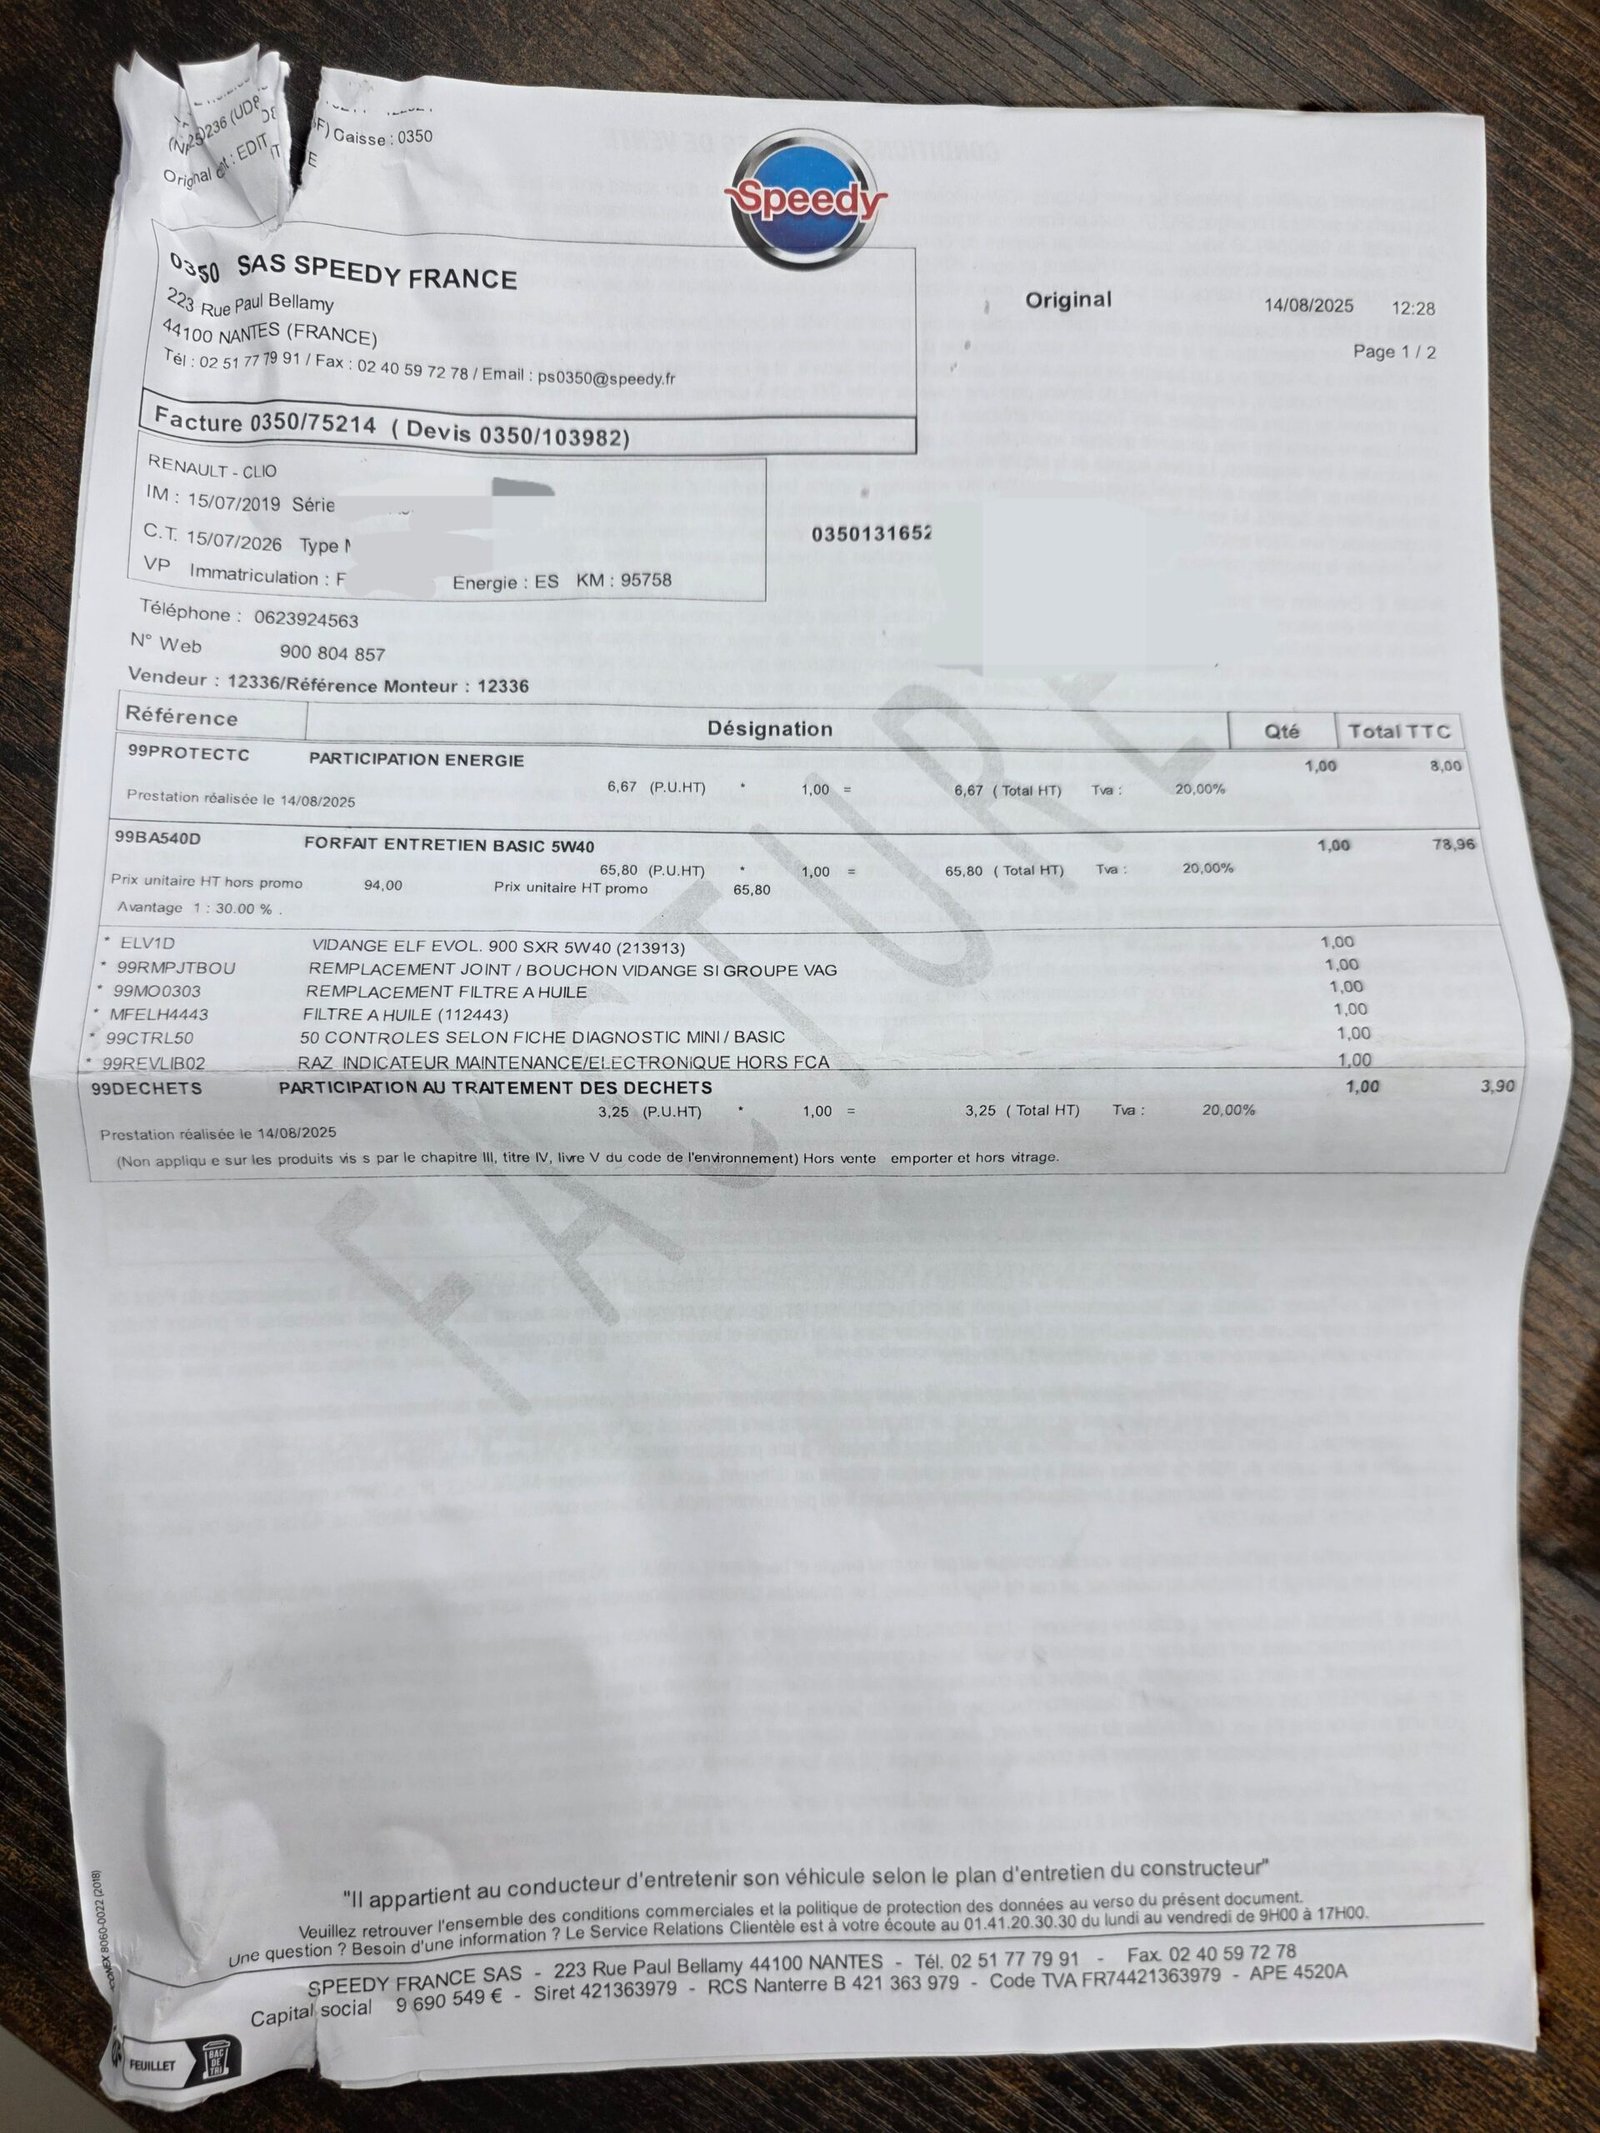 236 (UD
F) Caisse : 0350
Original
: EDIT
Speedy
0350 SAS SPEEDY FRANCE
223 Rue Paul Bellamy
44100 NANTES (FRANCE)
Tél : 02 51 77 79 91 / Fax : 02 40 59 72 78 / Email : ps0350@speedy.fr
Original 14/08/2025 12:28
Page 1 / 2
Facture 0350/75214 ( Devis 0350/103982)
RENAULT - CLIO
IM : 15/07/2019 Série
C.T. 15/07/2026 Type
VP Immatriculation : F Energie : ES KM : 95758
0350131652
Téléphone : 0623924563
N° Web 900 804 857
Vendeur : 12336/Référence Monteur : 12336
Référence Désignation Qté Total TTC
99PROTECTC PARTICIPATION ENERGIE 1,00 8,00
6,67 (P.U.HT) * 1,00 = 6,67 ( Total HT) Tva : 20,00%
Prestation réalisée le 14/08/2025
99BA540D FORFAIT ENTRETIEN BASIC 5W40 1,00 78,96
65,80 (P.U.HT) * 1,00 = 65,80 ( Total HT) Tva : 20,00%
Prix unitaire HT hors promo 94,00 Prix unitaire HT promo 65,80
Avantage 1 : 30.00 % .
* ELV1D VIDANGE ELF EVOL. 900 SXR 5W40 (213913) 1,00
* 99RMPJTBOU REMPLACEMENT JOINT / BOUCHON VIDANGE SI GROUPE VAG 1,00
* 99MO0303 REMPLACEMENT FILTRE A HUILE 1,00
* MFELH4443 FILTRE A HUILE (112443) 1,00
* 99CTRL50 50 CONTROLES SELON FICHE DIAGNOSTIC MINI / BASIC 1,00
* 99REVLIB02 RAZ INDICATEUR MAINTENANCE/ELECTRONIQUE HORS FCA 1,00
99DECHETS PARTICIPATION AU TRAITEMENT DES DECHETS 1,00 3,90
3,25 (P.U.HT) * 1,00 = 3,25 ( Total HT) Tva : 20,00%
Prestation réalisée le 14/08/2025
(Non appliqu e sur les produits vis s par le chapitre III, titre IV, livre V du code de l'environnement) Hors vente emporter et hors vitrage.
FACTURE
"Il appartient au conducteur d'entretenir son véhicule selon le plan d'entretien du constructeur"
Veuillez retrouver l'ensemble des conditions commerciales et la politique de protection des données au verso du présent document.
Une question ? Besoin d'une information ? Le Service Relations Clientèle est à votre écoute au 01.41.20.30.30 du lundi au vendredi de 9H00 à 17H00.
SPEEDY FRANCE SAS - 223 Rue Paul Bellamy 44100 NANTES - Tél. 02 51 77 79 91 - Fax. 02 40 59 72 78
Capital social 9 690 549 € - Siret 421363979 - RCS Nanterre B 421 363 979 - Code TVA FR74421363979 - APE 4520A
8060-0022 (2018)
FEUILLET
BAC DE TRI